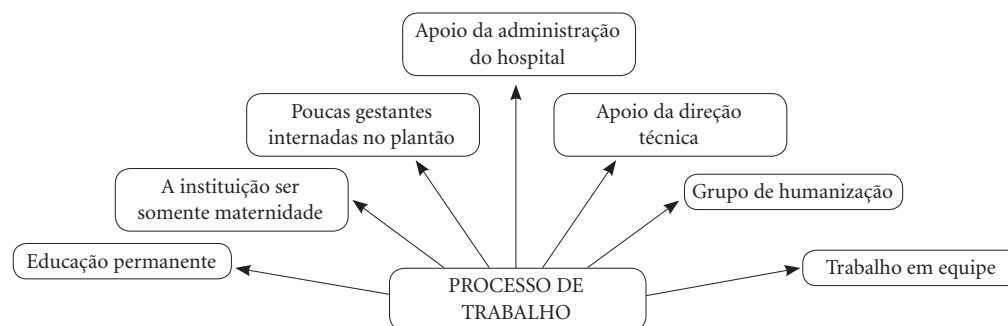 Apoio da administração
do hospital
Poucas gestantes
internadas no plantão
Apoio da direção
técnica
A instituição ser
somente maternidade
Grupo de humanização
Educação permanente
Trabalho em equipe
PROCESSO DE
TRABALHO